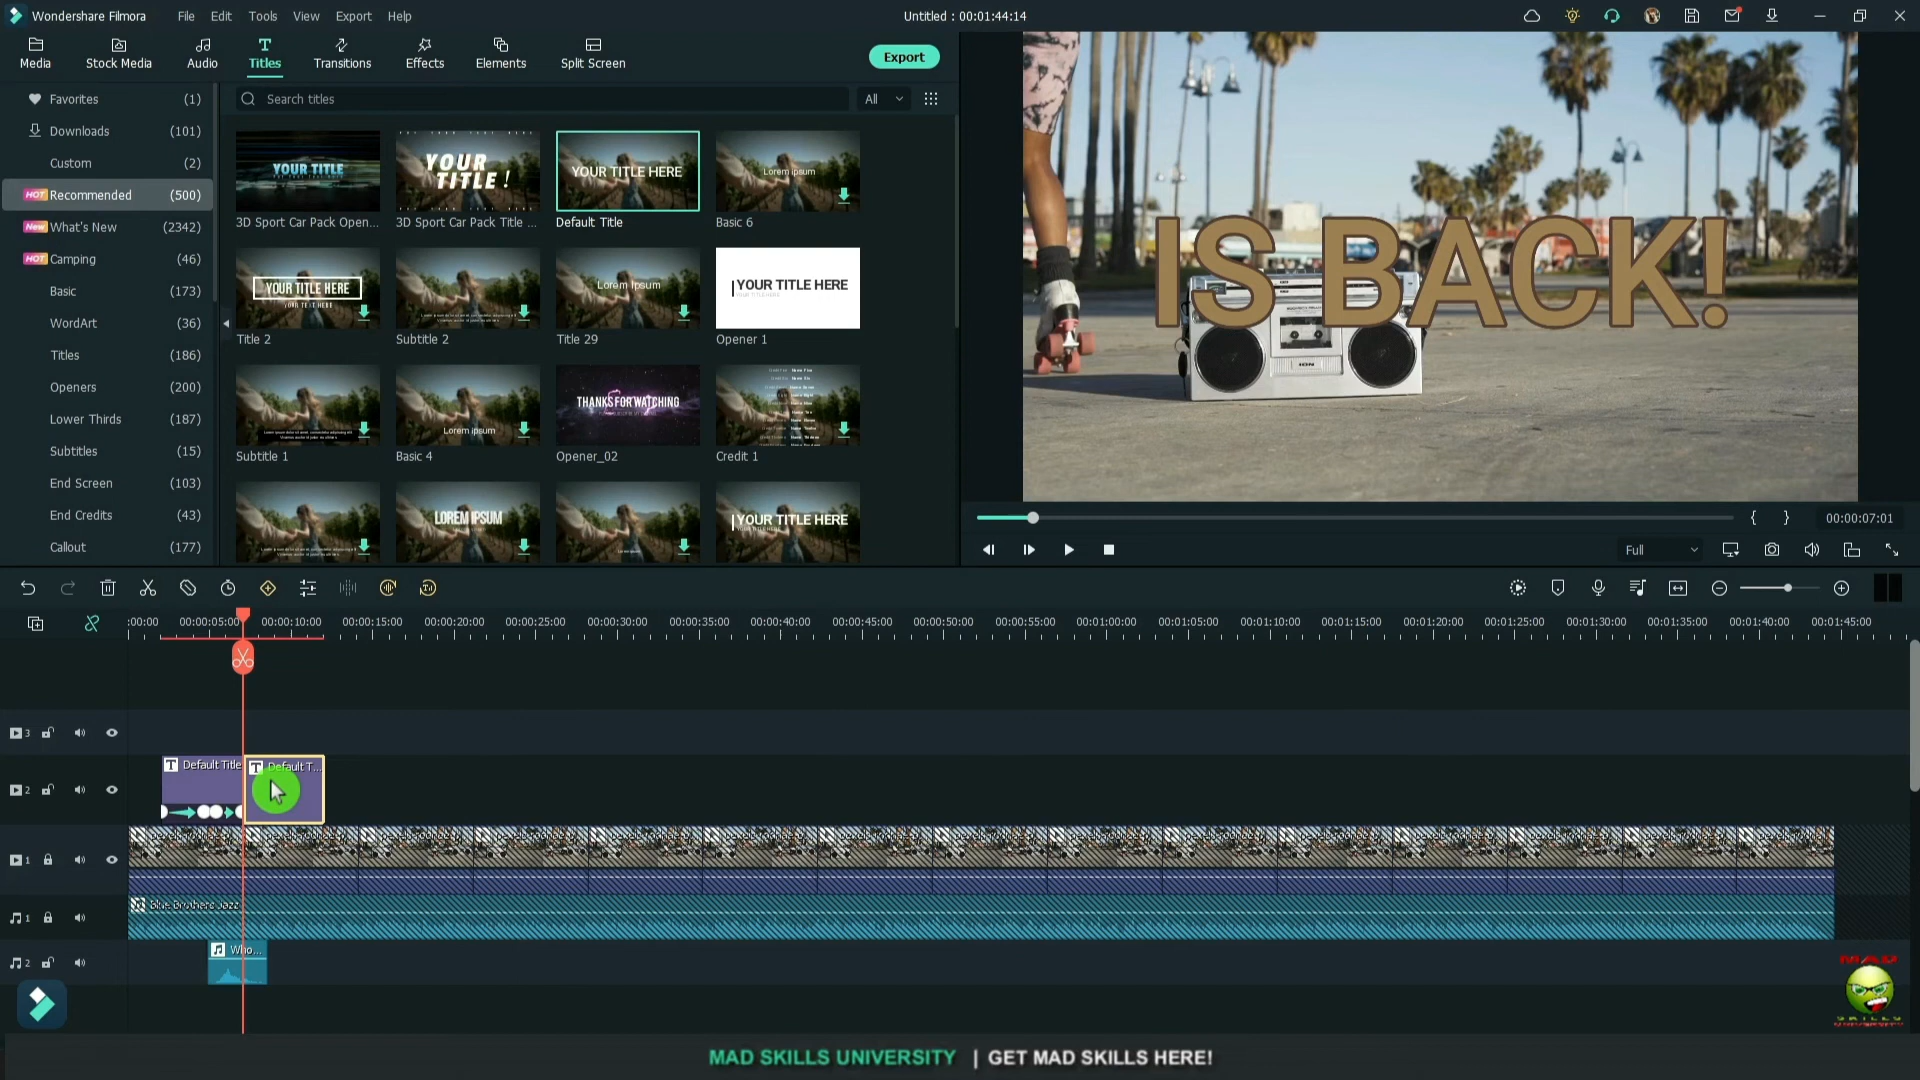 Wondershare Filmora File Edit Tools View Export Help
Untitled : 00:01:44:14
Media Stock Media Audio Titles Transitions Effects Elements Split Screen
Export
Favorites (1)
Downloads (101)
Custom (2)
HOT Recommended (500)
New What's New (2342)
HOT Camping (46)
Basic (173)
WordArt (36)
Titles (186)
Openers (200)
Lower Thirds (187)
Subtitles (15)
End Screen (103)
End Credits (43)
Callout (177)
Search titles
All
YOUR TITLE
YOUR TITLE !
YOUR TITLE HERE
Lorem ipsum
3D Sport Car Pack Open...
3D Sport Car Pack Title ...
Default Title
Basic 6
YOUR TITLE HERE
Lorem ipsum
YOUR TITLE HERE
Title 2
Subtitle 2
Title 29
Opener 1
Lorem ipsum
THANKS FOR WATCHING
Subtitle 1
Basic 4
Opener_02
Credit 1
LOREM IPSUM
YOUR TITLE HERE
IS BACK!
ION
{ } 00:00:07:01
Full
:00:00 00:00:05:00 00:00:10:00 00:00:15:00 00:00:20:00 00:00:25:00 00:00:30:00 00:00:35:00 00:00:40:00 00:00:45:00 00:00:50:00 00:00:55:00 00:01:00:00 00:01:05:00 00:01:10:00 00:01:15:00 00:01:20:00 00:01:25:00 00:01:30:00 00:01:35:00 00:01:40:00 00:01:45:00
3
2
Default Title
Default T...
1
1
Blue Brothers Jazz
2
Who...
MAD SKILLS
MAD SKILLS UNIVERSITY | GET MAD SKILLS HERE!